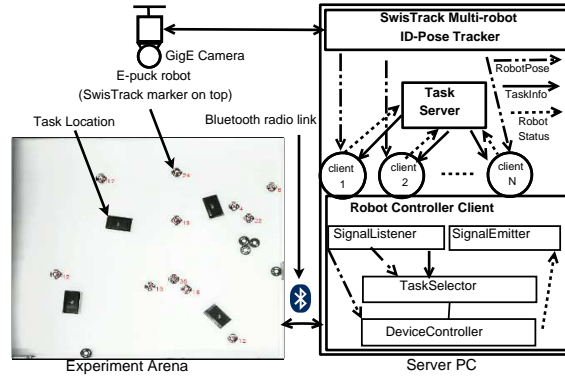 SwisTrack Multi-robot
ID-Pose Tracker
GigE Camera
E-puck robot
(SwisTrack marker on top)
Task Location
Bluetooth radio link
RobotPose
TaskInfo
Robot
Status
Task
Server
client
1
client
2
client
N
Robot Controller Client
SignalListener
SignalEmitter
TaskSelector
DeviceController
Experiment Arena
Server PC